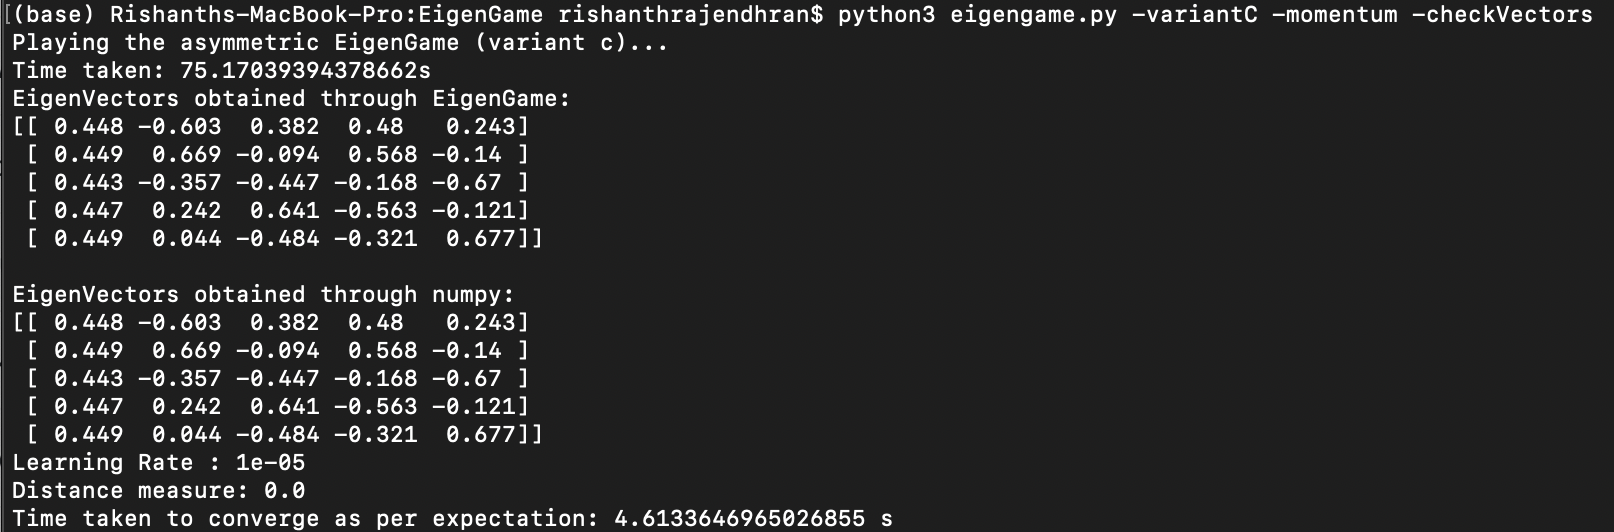 [(base) Rishanths-MacBook-Pro:EigenGame rishanthrajendhran$ python3 eigengame.py -variantC -momentum -checkVectors
Playing the asymmetric EigenGame (variant c)...
Time taken: 75.17039394378662s
EigenVectors obtained through EigenGame:
[[ 0.448 -0.603  0.382  0.48   0.243]
 [ 0.449  0.669 -0.094  0.568 -0.14 ]
 [ 0.443 -0.357 -0.447 -0.168 -0.67 ]
 [ 0.447  0.242  0.641 -0.563 -0.121]
 [ 0.449  0.044 -0.484 -0.321  0.677]]

EigenVectors obtained through numpy:
[[ 0.448 -0.603  0.382  0.48   0.243]
 [ 0.449  0.669 -0.094  0.568 -0.14 ]
 [ 0.443 -0.357 -0.447 -0.168 -0.67 ]
 [ 0.447  0.242  0.641 -0.563 -0.121]
 [ 0.449  0.044 -0.484 -0.321  0.677]]
Learning Rate : 1e-05
Distance measure: 0.0
Time taken to converge as per expectation: 4.6133646965026855 s